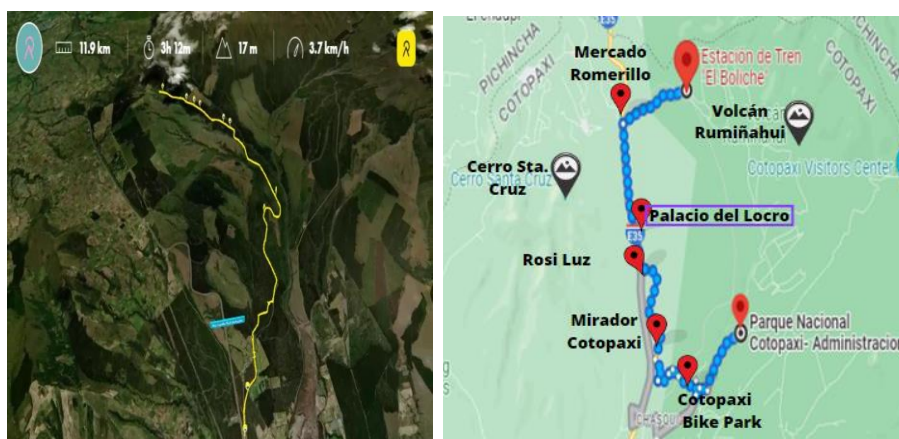 11.9 km
3h 12m
17 m
3.7 km/h
E35
PICHINCHA
COTOPAXI
Mercado
Romerillo
Estación de Tren
'El Boliche'
PICHINCHA
COTOPAXI
Volcán
Rumiñahui
Cotopaxi Visitors Center
Cerro Sta.
Cruz
Cerro Santa Cruz
Palacio del Locro
E35
Rosi Luz
Mirador
Cotopaxi
Parque Nacional
Cotopaxi- Administracion
Cotopaxi
Bike Park